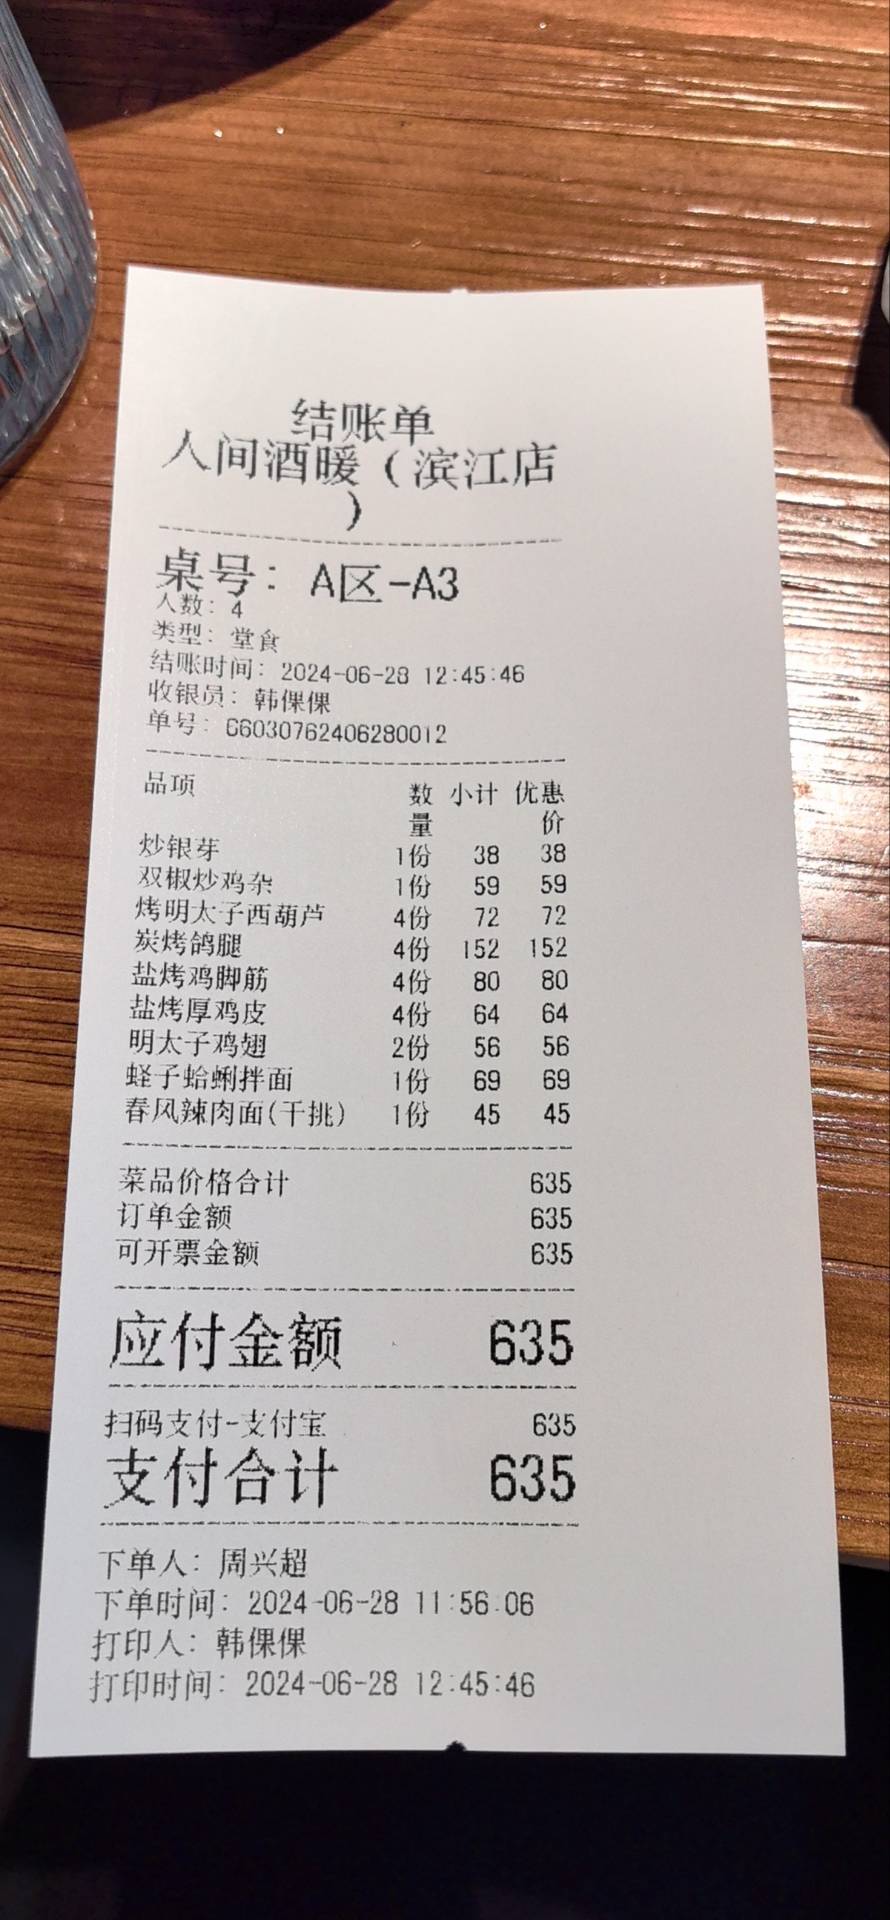 结账单
人间酒暖（滨江店
）
桌号：A区-A3
人数：4
类型：堂食
结账时间：2024-06-28 12:45:46
收银员：韩倮倮
单号：66030762406280012
品项 数量 小计 优惠价
炒银芽 1份 38 38
双椒炒鸡杂 1份 59 59
烤明太子西葫芦 4份 72 72
炭烤鸽腿 4份 152 152
盐烤鸡脚筋 4份 80 80
盐烤厚鸡皮 4份 64 64
明太子鸡翅 2份 56 56
蛏子蛤蜊拌面 1份 69 69
春风辣肉面(干挑) 1份 45 45
菜品价格合计 635
订单金额 635
可开票金额 635
应付金额 635
扫码支付-支付宝 635
支付合计 635
下单人：周兴超
下单时间：2024-06-28 11:56:06
打印人：韩倮倮
打印时间：2024-06-28 12:45:46